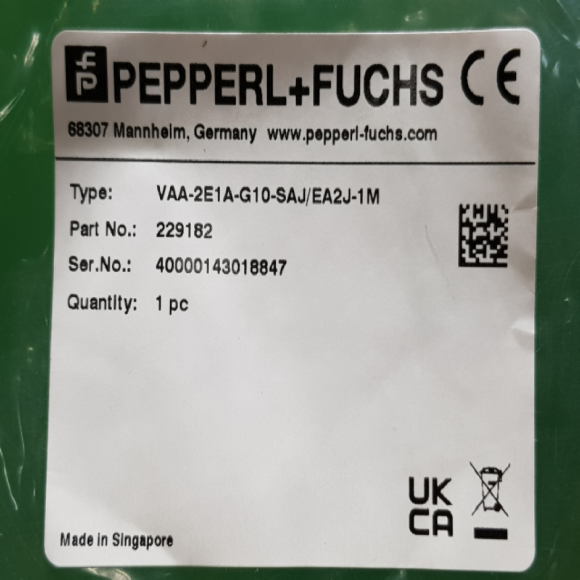 PEPPERL+FUCHS CE
68307 Mannheim, Germany www.pepperl-fuchs.com
Type: VAA-2E1A-G10-SAJ/EA2J-1M
Part No.: 229182
Ser.No.: 40000143018847
Quantity: 1 pc
UK
CA
Made in Singapore